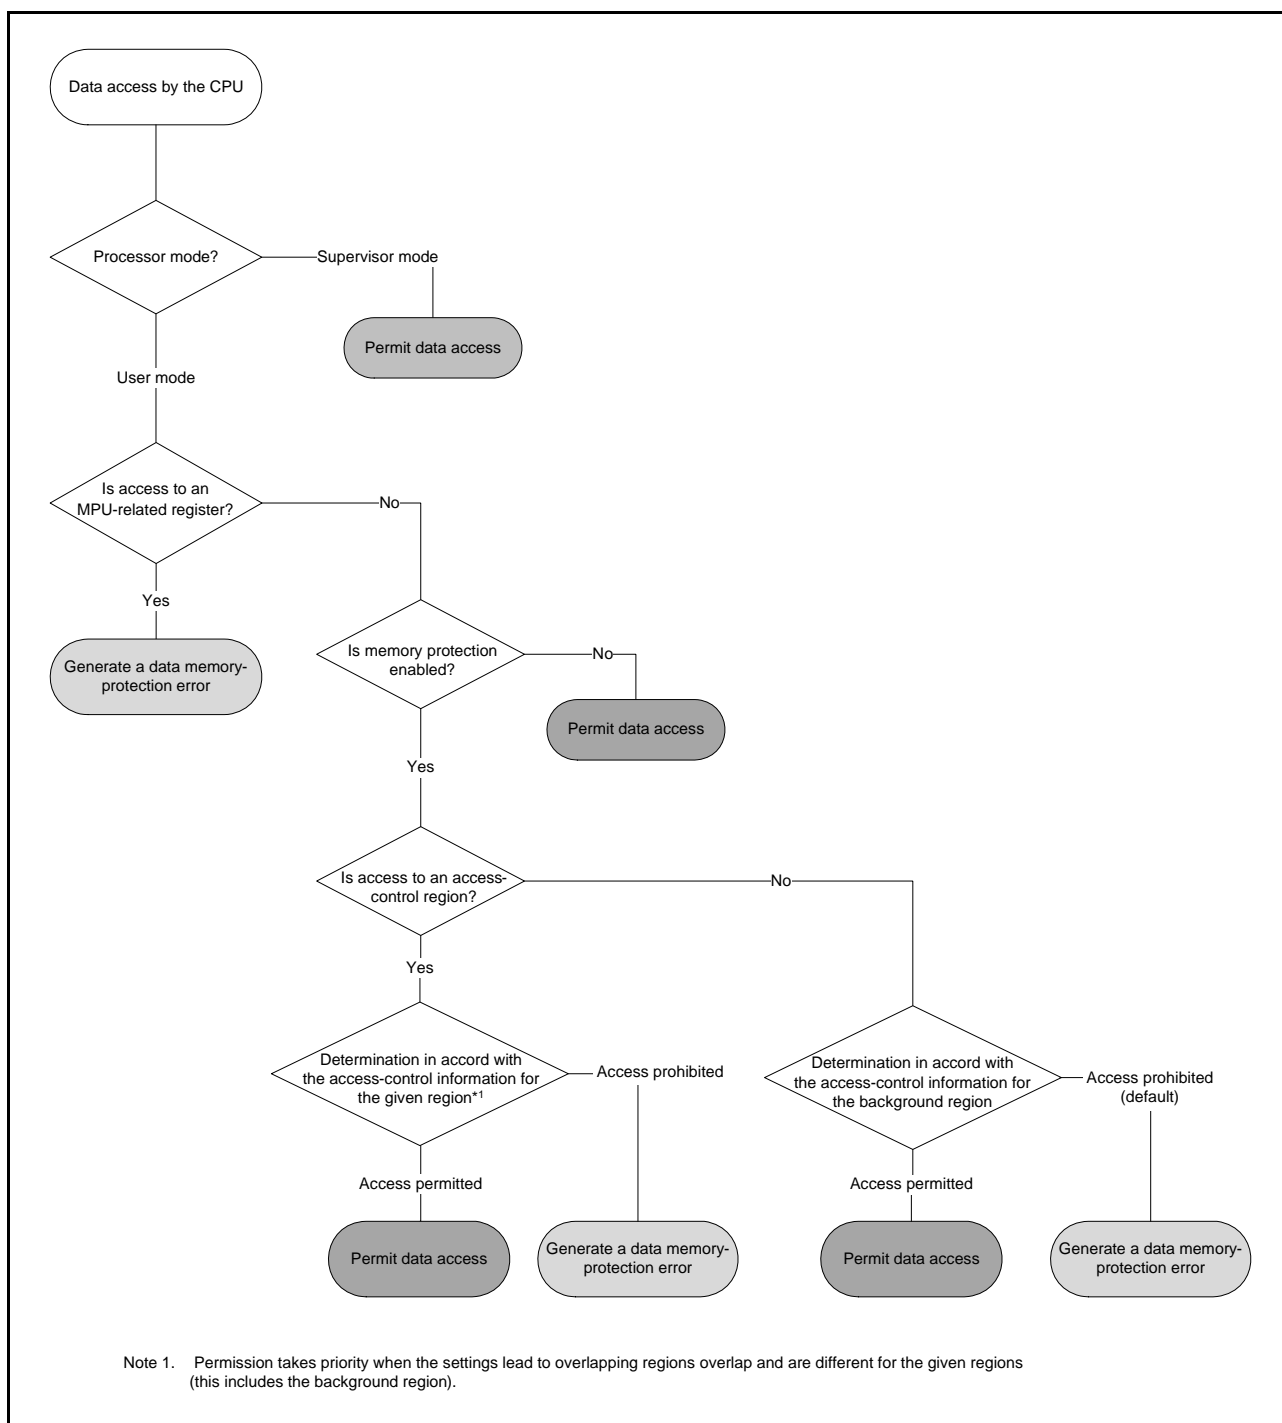 Data access by the CPU
Processor mode?
Supervisor mode
Permit data access
User mode
Is access to an
MPU-related register?
No
Yes
Generate a data memory-
protection error
Is memory protection
enabled?
No
Permit data access
Yes
Is access to an access-
control region?
No
Yes
Determination in accord with
the access-control information for
the given region*1
Access prohibited
Determination in accord with
the access-control information for
the background region
Access prohibited
(default)
Access permitted
Access permitted
Permit data access
Generate a data memory-
protection error
Permit data access
Generate a data memory-
protection error
Note 1. Permission takes priority when the settings lead to overlapping regions overlap and are different for the given regions
(this includes the background region).